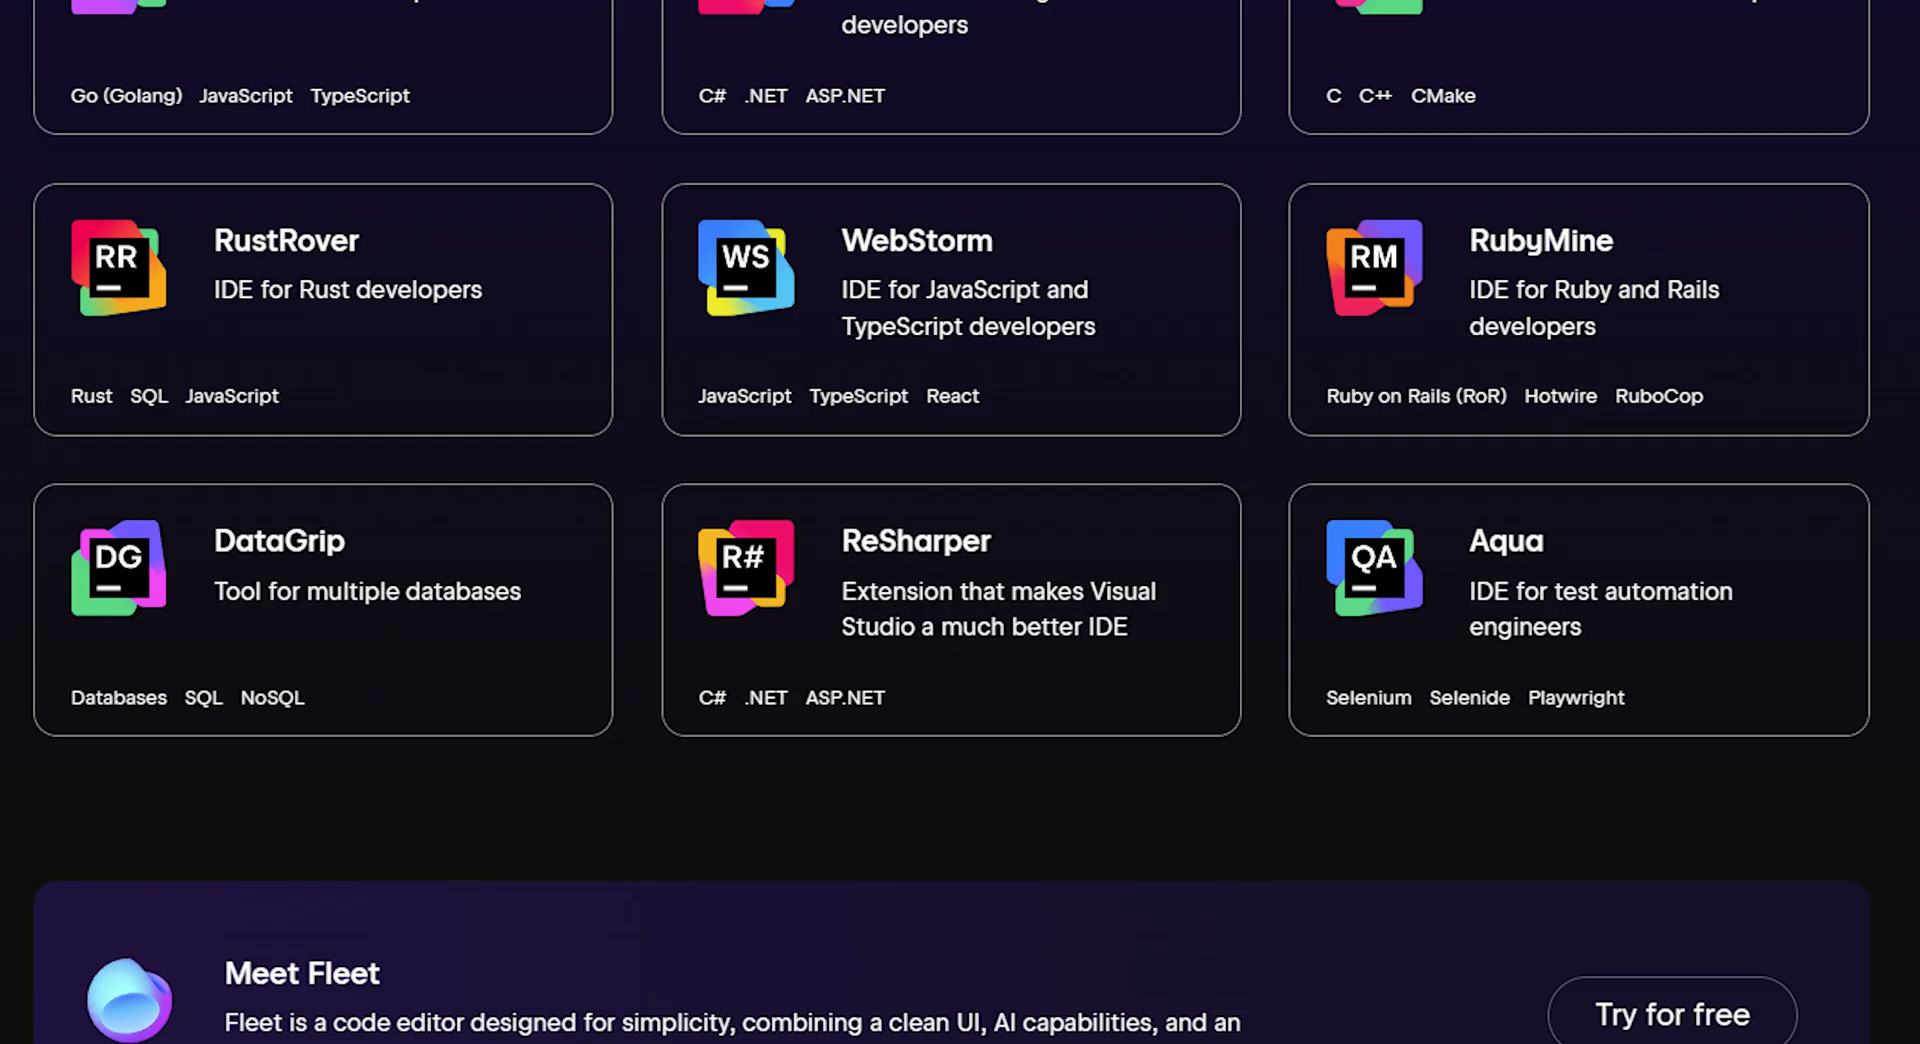 developers
Go (Golang) JavaScript TypeScript
C# .NET ASP.NET
C C++ CMake
RR
RustRover
IDE for Rust developers
Rust SQL JavaScript
WS
WebStorm
IDE for JavaScript and
TypeScript developers
JavaScript TypeScript React
RM
RubyMine
IDE for Ruby and Rails
developers
Ruby on Rails (RoR) Hotwire RuboCop
DG
DataGrip
Tool for multiple databases
Databases SQL NoSQL
R#
ReSharper
Extension that makes Visual
Studio a much better IDE
C# .NET ASP.NET
QA
Aqua
IDE for test automation
engineers
Selenium Selenide Playwright
Meet Fleet
Fleet is a code editor designed for simplicity, combining a clean UI, AI capabilities, and an
Try for free